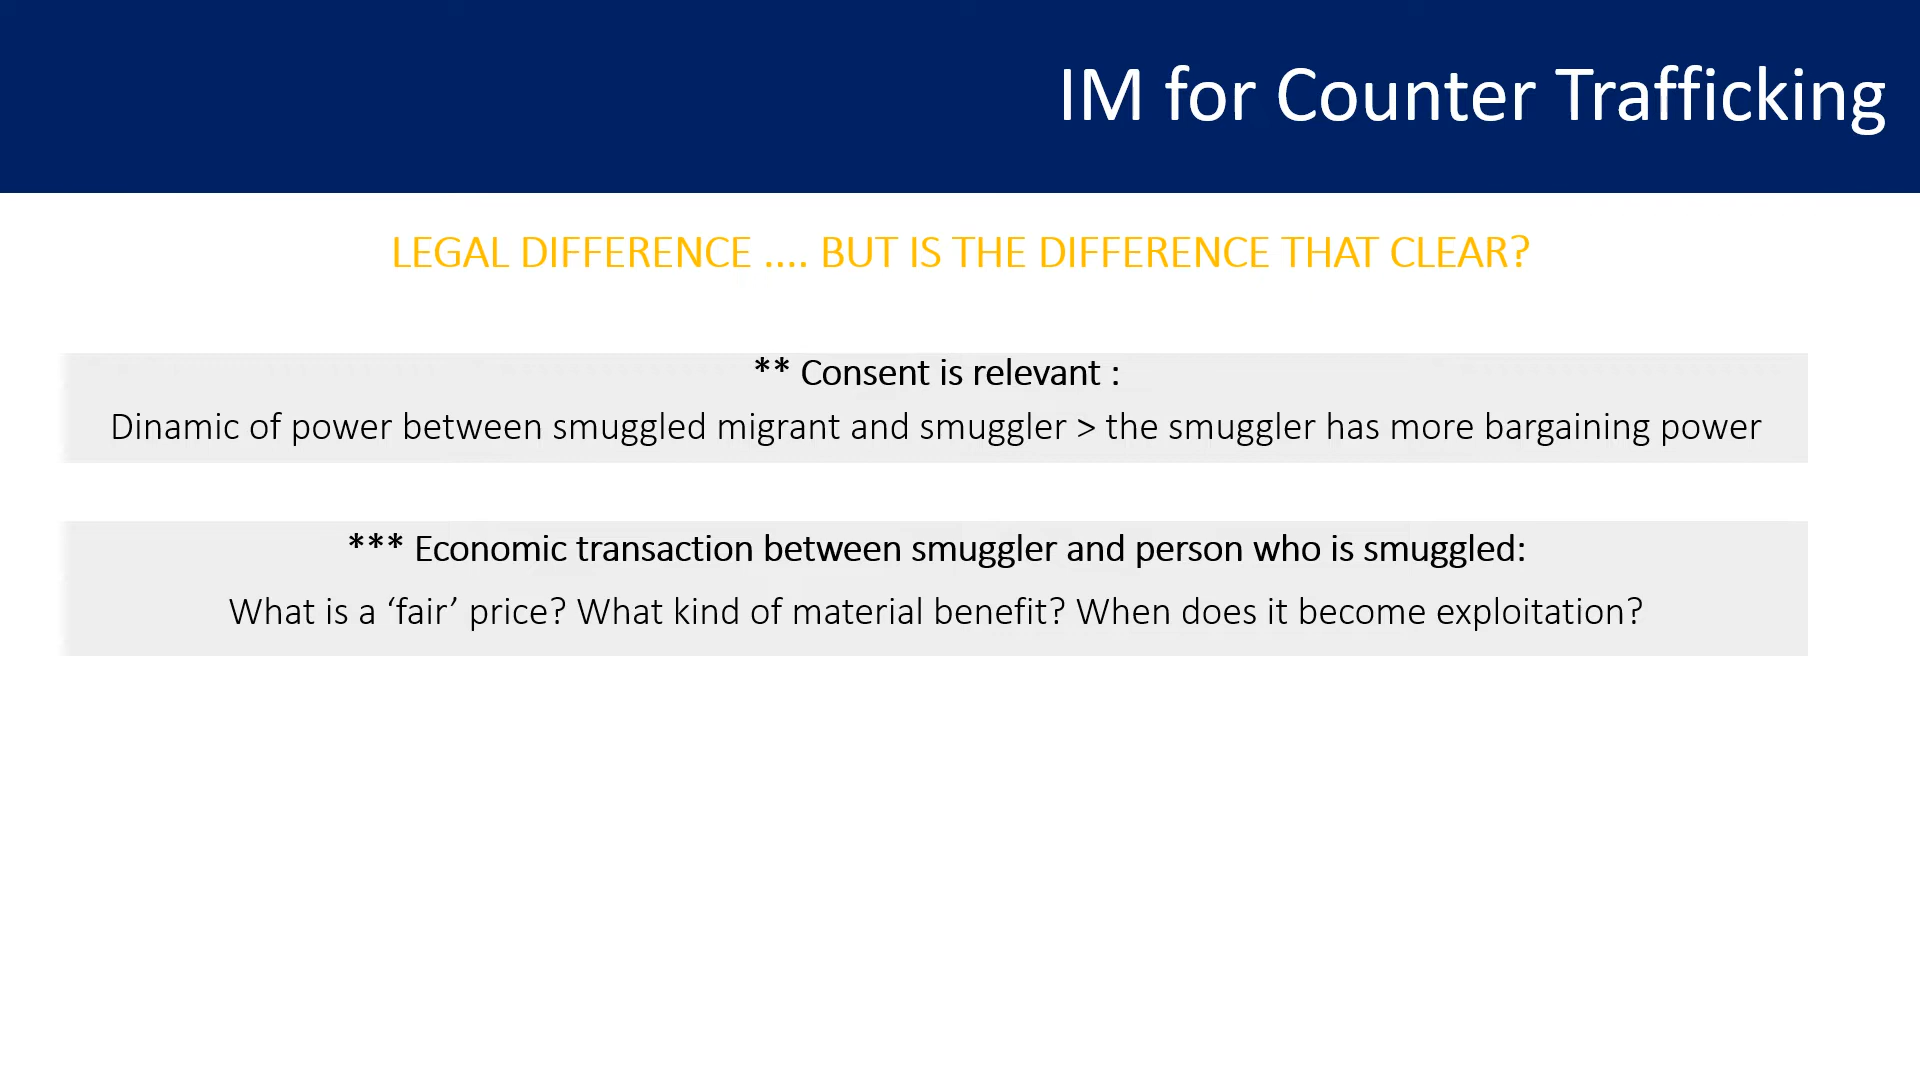 IM for Counter Trafficking
LEGAL DIFFERENCE .... BUT IS THE DIFFERENCE THAT CLEAR?
** Consent is relevant :
Dinamic of power between smuggled migrant and smuggler > the smuggler has more bargaining power
*** Economic transaction between smuggler and person who is smuggled:
What is a ‘fair’ price? What kind of material benefit? When does it become exploitation?